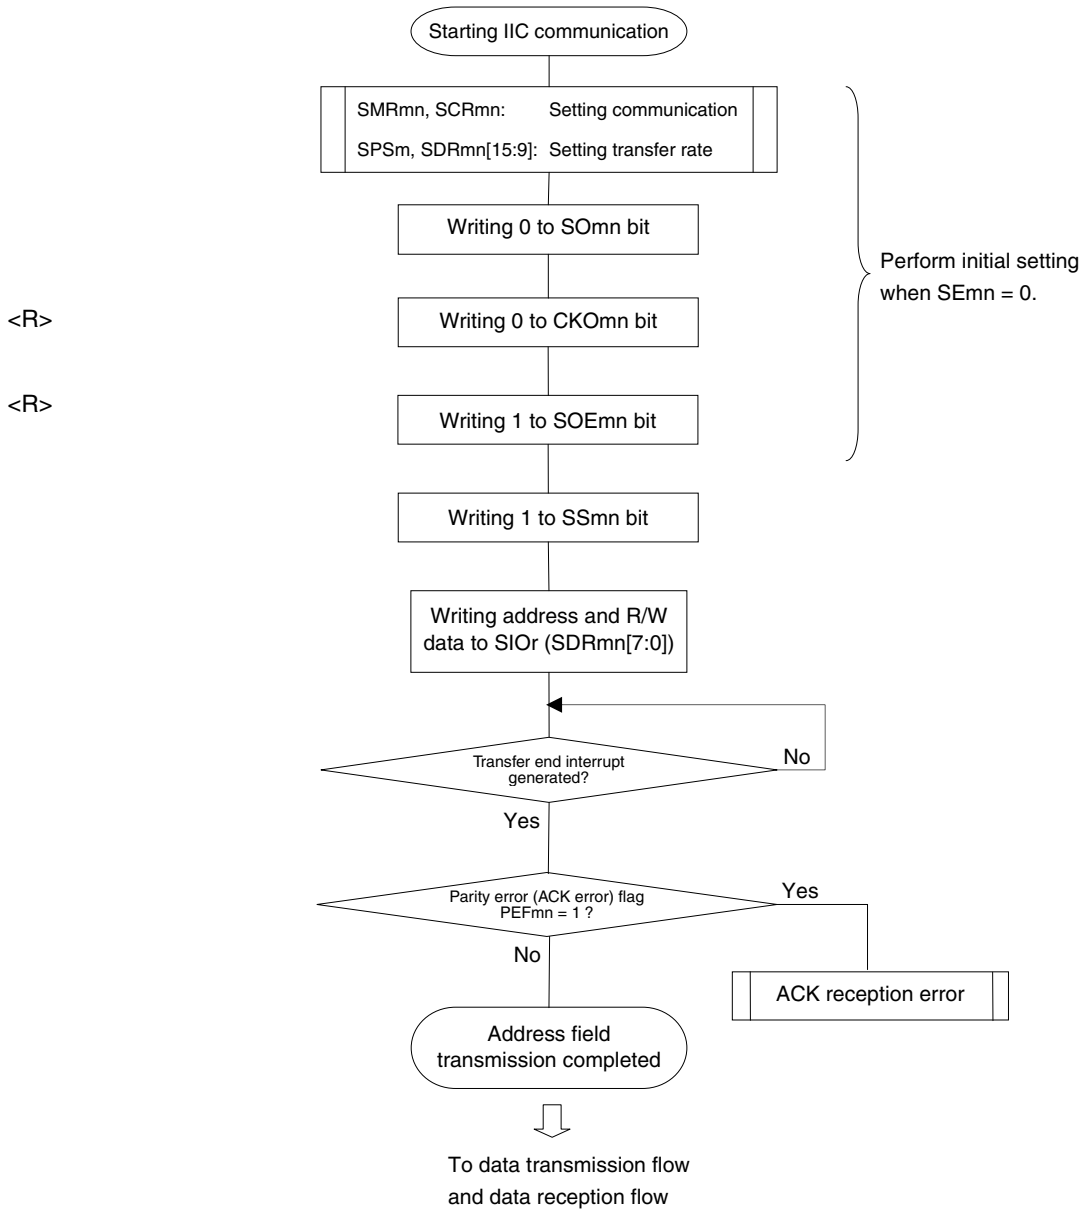 Starting IIC communication
SMRmn, SCRmn: Setting communication
SPSm, SDRmn[15:9]: Setting transfer rate
Writing 0 to SOmn bit
Perform initial setting
when SEmn = 0.
<R>
Writing 0 to CKOmn bit
<R>
Writing 1 to SOEmn bit
Writing 1 to SSmn bit
Writing address and R/W
data to SIOr (SDRmn[7:0])
Transfer end interrupt
generated?
No
Yes
Parity error (ACK error) flag
PEFmn = 1 ?
Yes
No
ACK reception error
Address field
transmission completed
To data transmission flow
and data reception flow